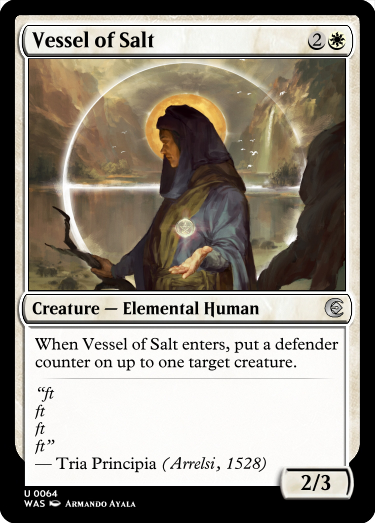 Vessel of Salt
2
Creature — Elemental Human
When Vessel of Salt enters, put a defender
counter on up to one target creature.
“ft
ft
ft
ft”
— Tria Principia (Arrelsi, 1528)
2/3
U 0064
WAS Armando Ayala